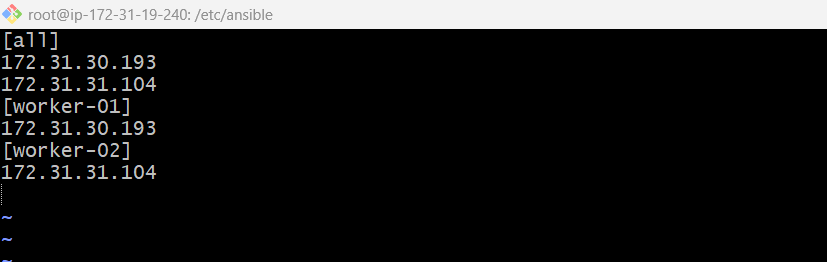 root@ip-172-31-19-240: /etc/ansible
[all]
172.31.30.193
172.31.31.104
[worker-01]
172.31.30.193
[worker-02]
172.31.31.104
~
~
~